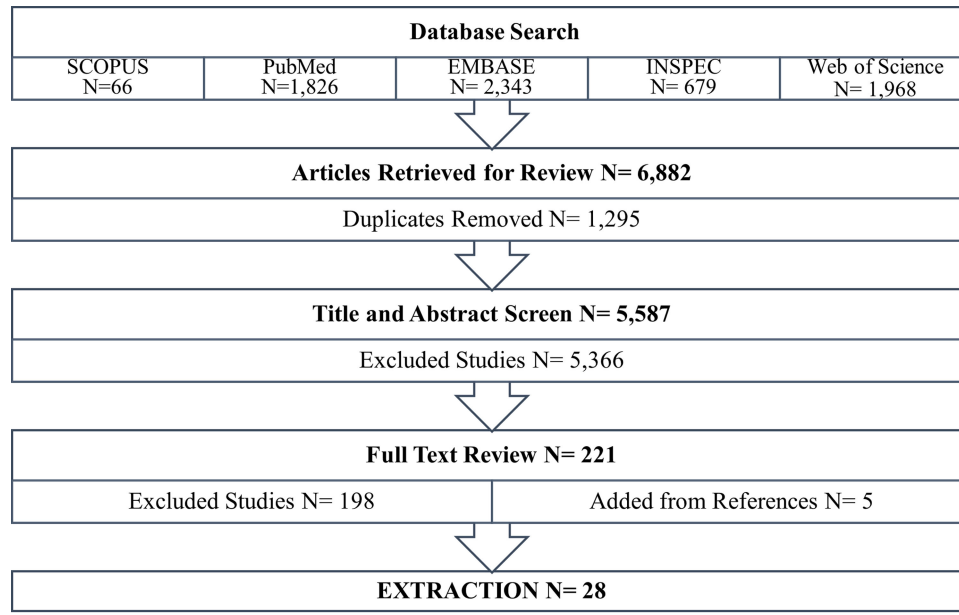 Database Search
SCOPUS
N=66
PubMed
N=1,826
EMBASE
N= 2,343
INSPEC
N= 679
Web of Science
N= 1,968
Articles Retrieved for Review N= 6,882
Duplicates Removed N= 1,295
Title and Abstract Screen N= 5,587
Excluded Studies N= 5,366
Full Text Review N= 221
Excluded Studies N= 198
Added from References N= 5
EXTRACTION N= 28